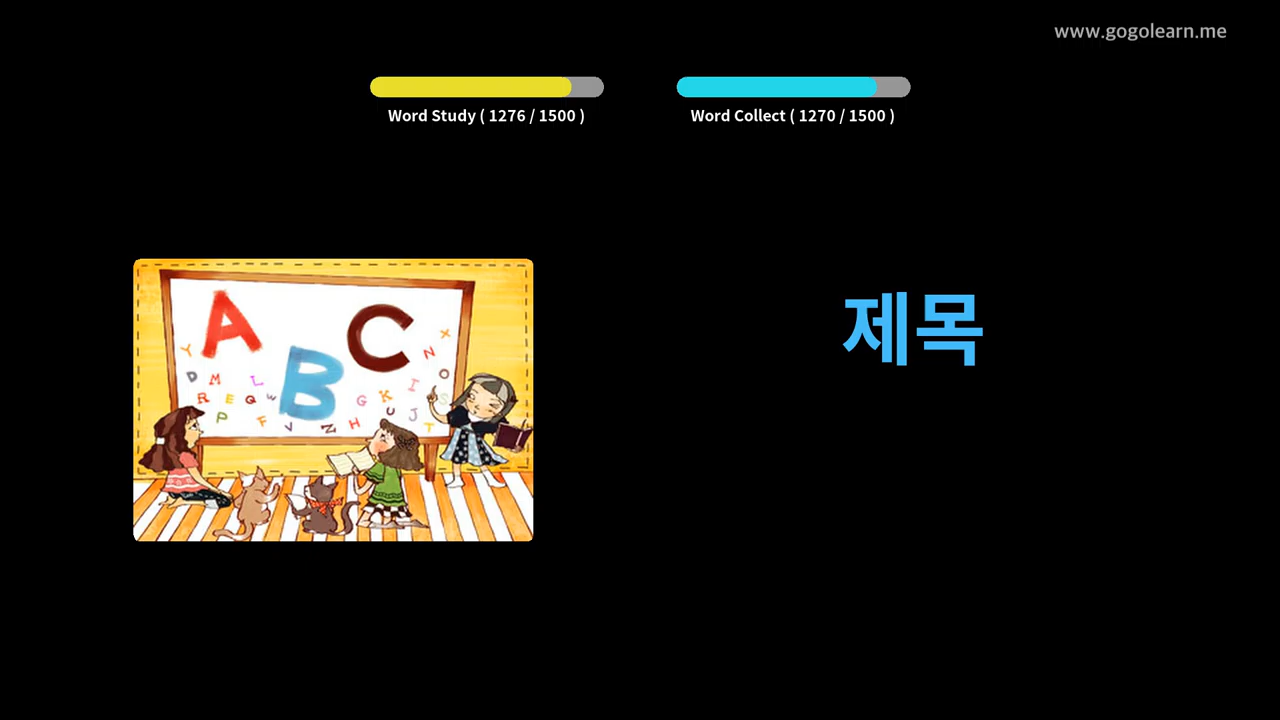 www.gogolearn.me
Word Study ( 1276 / 1500 )
Word Collect ( 1270 / 1500 )
제목
A B C
Y X
N
D M L I O
R E Q W G K S
P F V Z H U J T